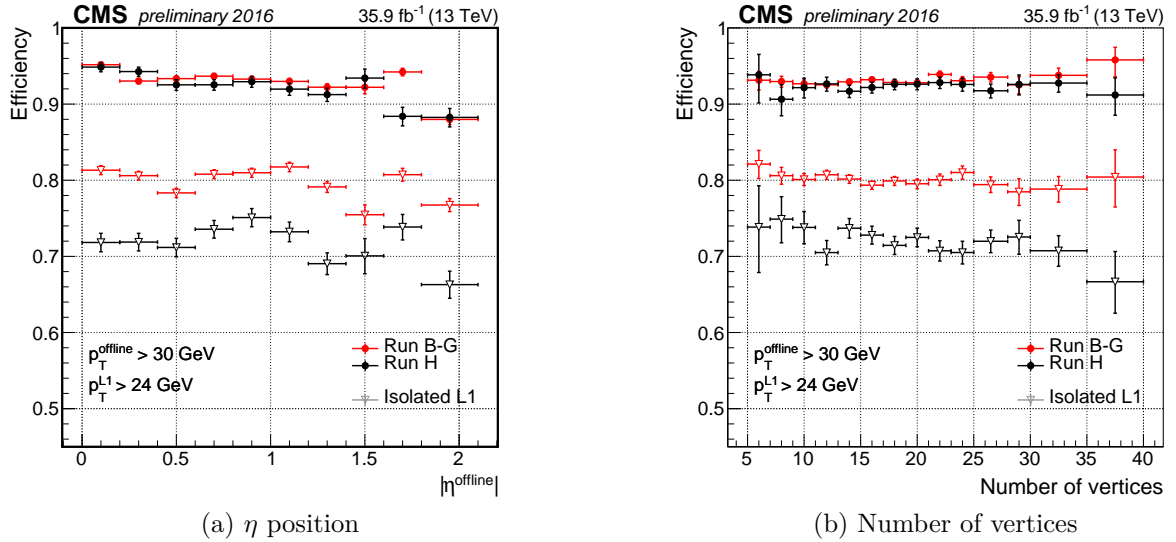 CMS preliminary 2016 35.9 fb⁻¹ (13 TeV)
Efficiency
1
0.9
0.8
0.7
0.6
0.5
p_T^offline > 30 GeV
p_T^L1 > 24 GeV
Run B-G
Run H
Isolated L1
0 0.5 1 1.5 2
|η^offline|
(a) η position
CMS preliminary 2016 35.9 fb⁻¹ (13 TeV)
Efficiency
1
0.9
0.8
0.7
0.6
0.5
p_T^offline > 30 GeV
p_T^L1 > 24 GeV
Run B-G
Run H
Isolated L1
5 10 15 20 25 30 35 40
Number of vertices
(b) Number of vertices